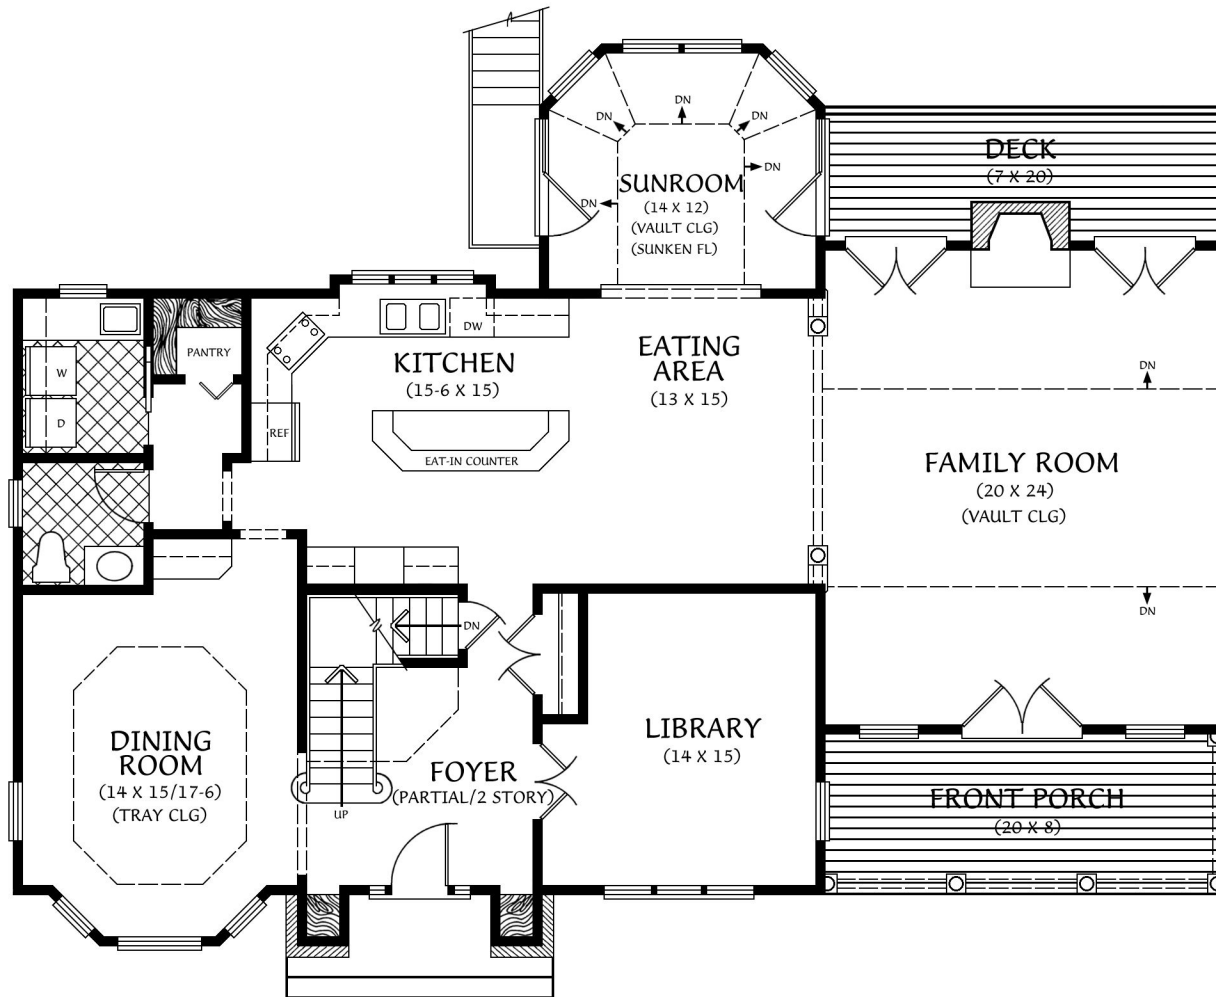 DN
DN
DN
DN
DN
SUNROOM
(14 X 12)
(VAULT CLG)
(SUNKEN FL)
DECK
(7 X 20)
PANTRY
W
D
DW
KITCHEN
(15-6 X 15)
REF
EAT-IN COUNTER
EATING
AREA
(13 X 15)
DN
FAMILY ROOM
(20 X 24)
(VAULT CLG)
DN
DN
DINING
ROOM
(14 X 15/17-6)
(TRAY CLG)
UP
FOYER
(PARTIAL/2 STORY)
LIBRARY
(14 X 15)
FRONT PORCH
(20 X 8)